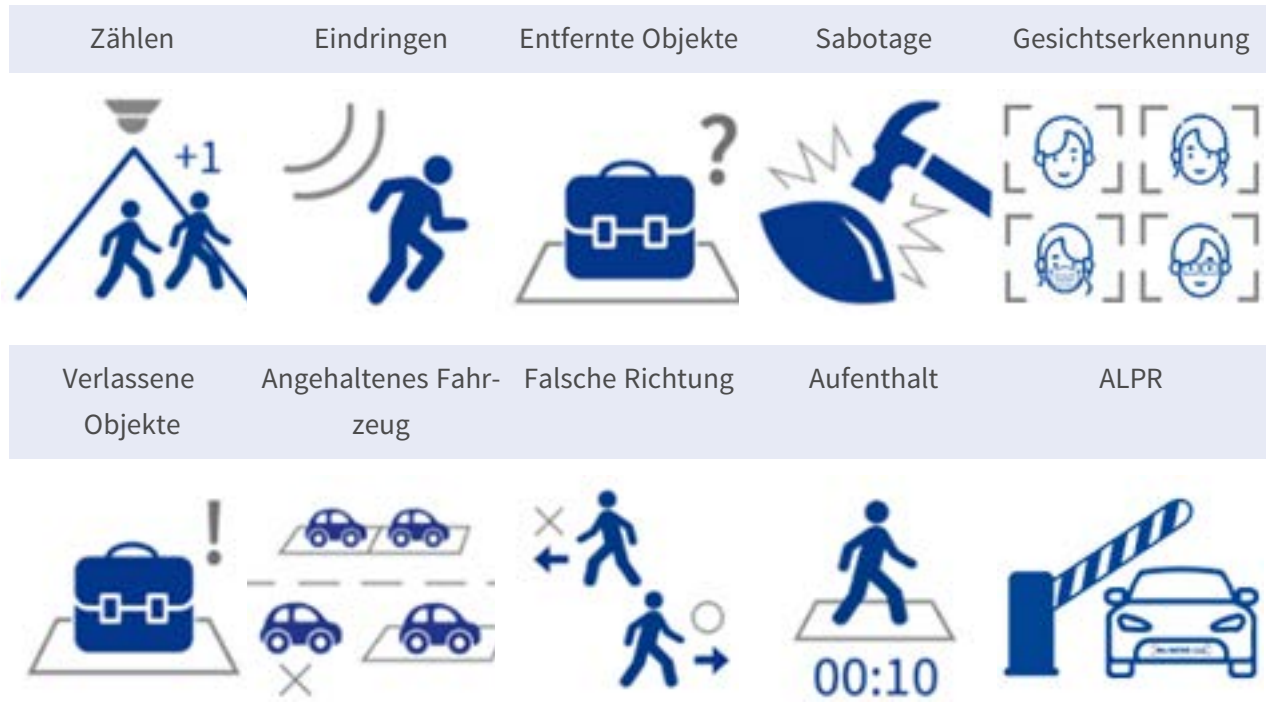 Zählen
Eindringen
Entfernte Objekte
Sabotage
Gesichtserkennung
+1
?
Verlassene
Objekte
Angehaltenes Fahr-
zeug
Falsche Richtung
Aufenthalt
ALPR
!
00:10